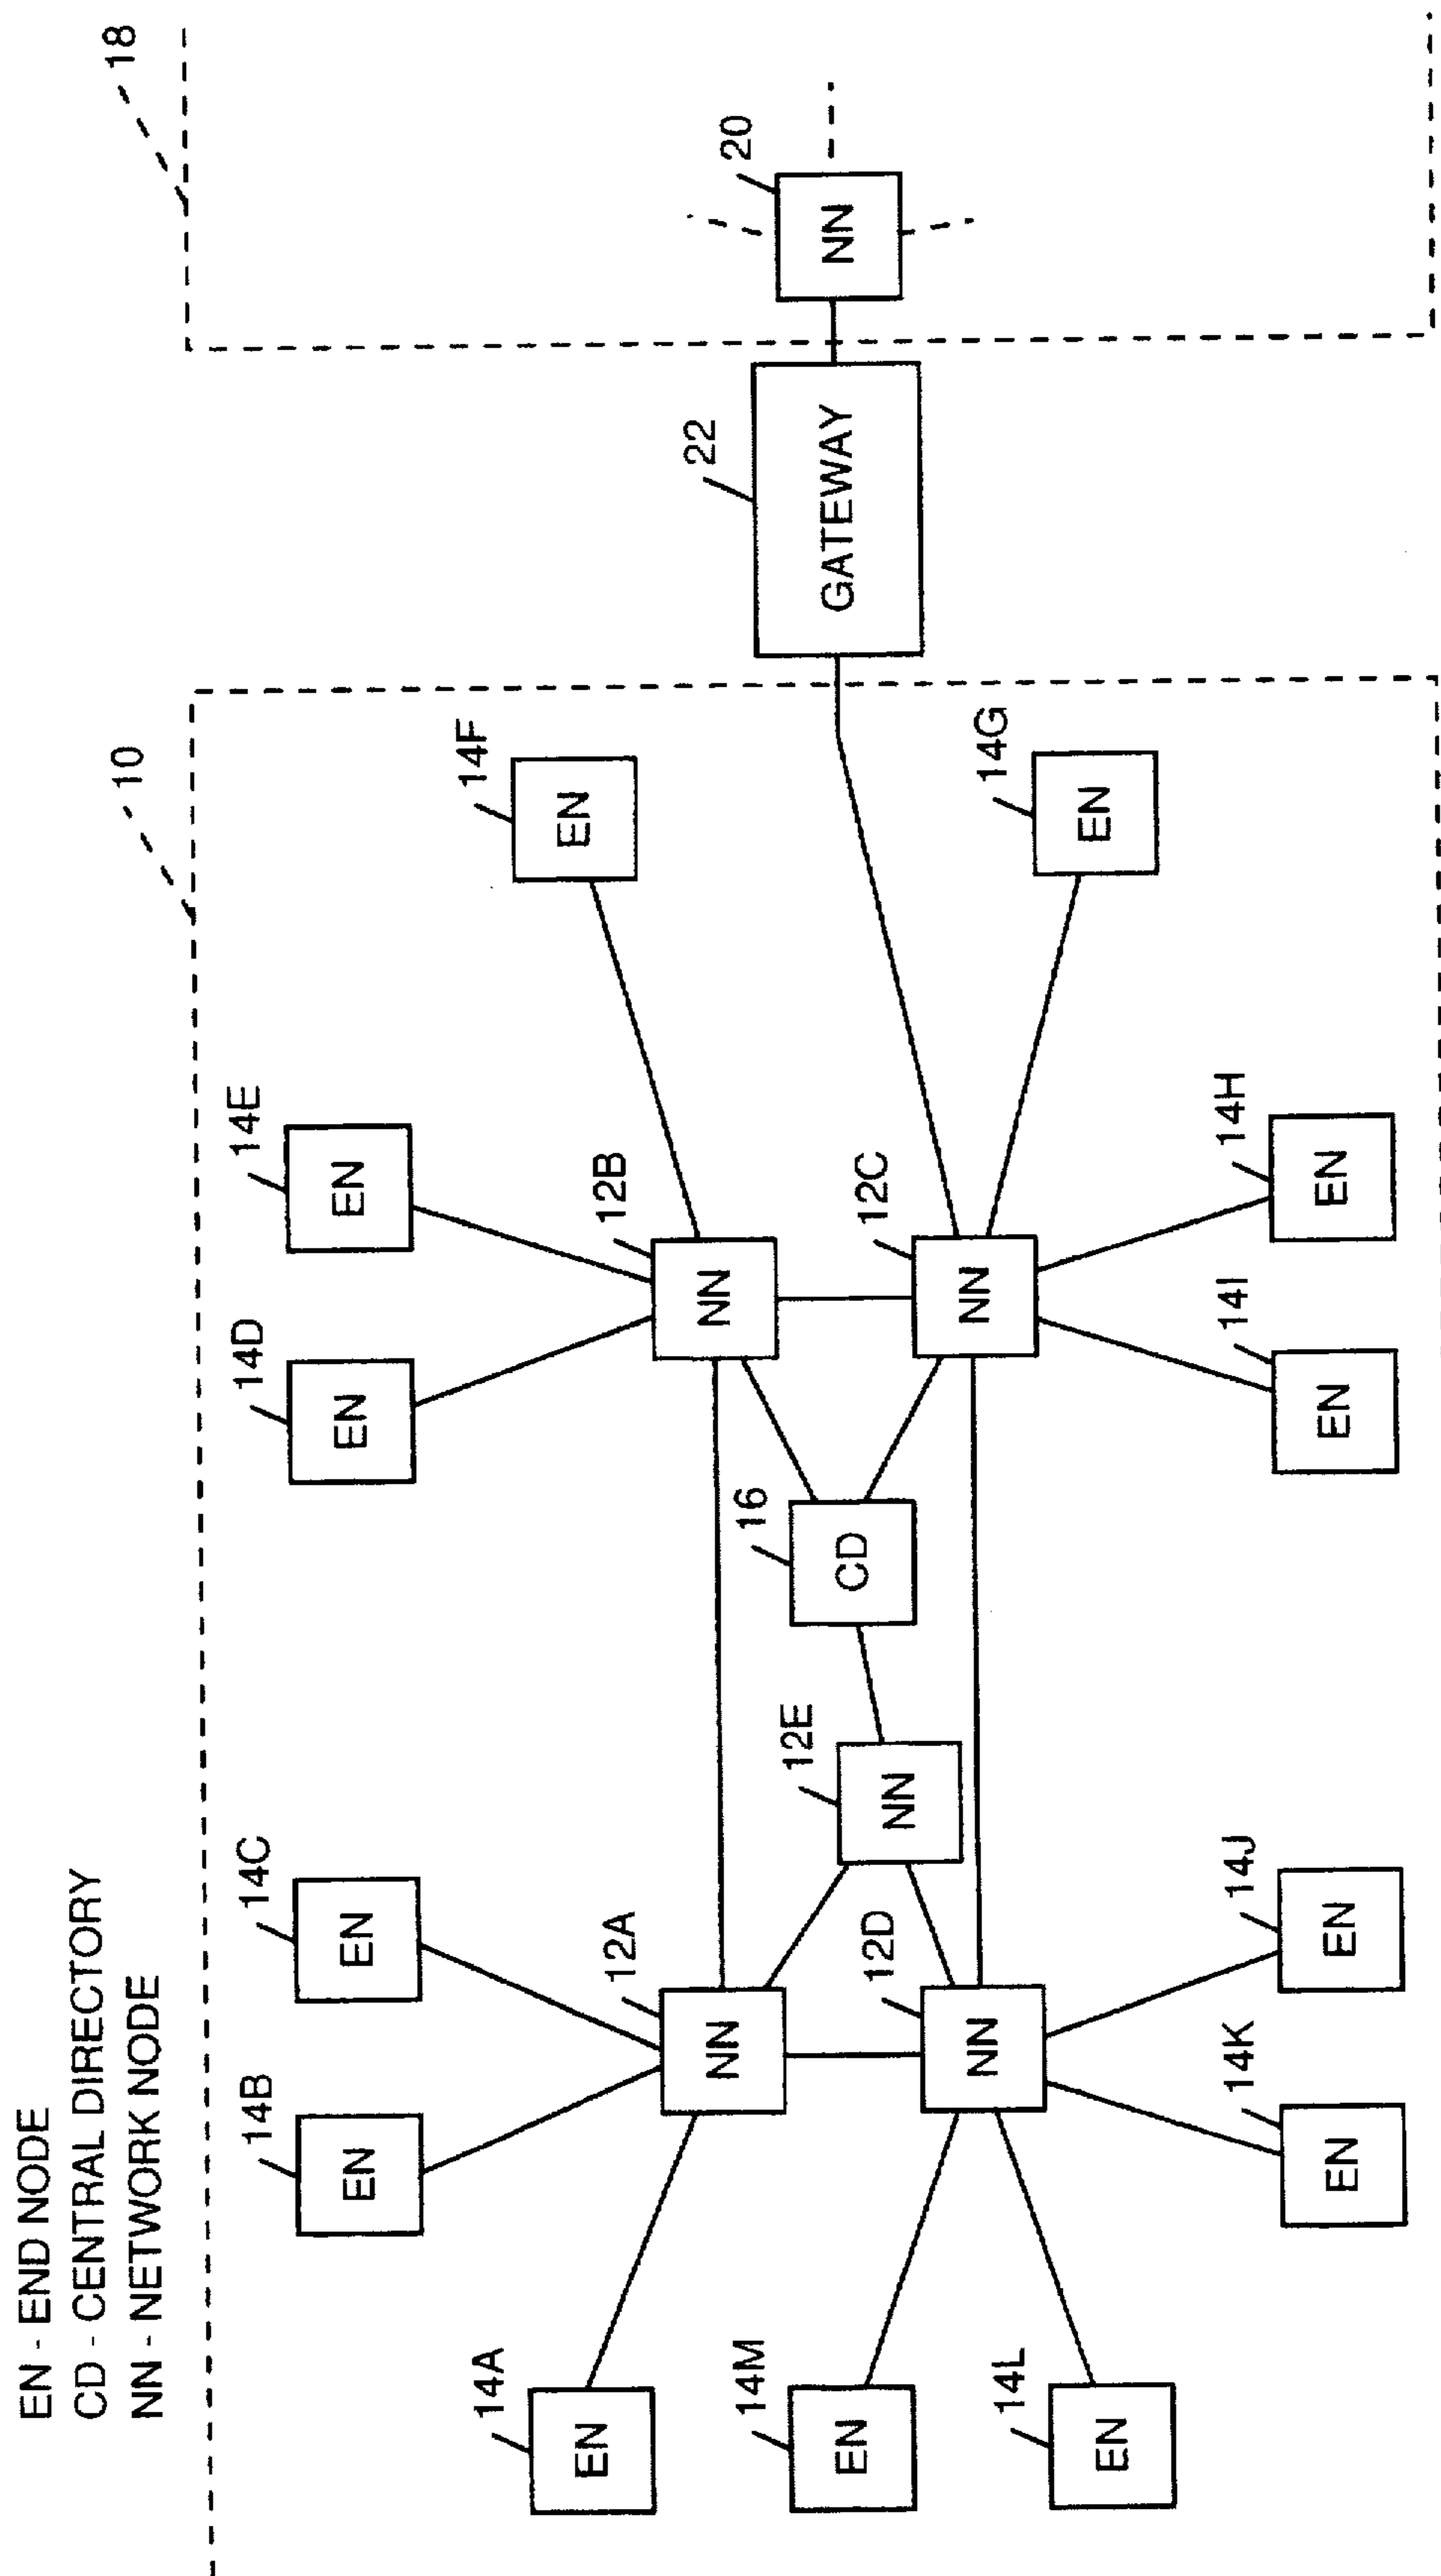 EN - END NODE
CD - CENTRAL DIRECTORY
NN - NETWORK NODE
10
18
14B
EN
14C
EN
14D
EN
14E
EN
14A
EN
14F
EN
12A
NN
12B
NN
20
NN
22
GATEWAY
14M
EN
12E
NN
16
CD
12D
NN
12C
NN
14L
EN
14G
EN
14K
EN
14J
EN
14I
EN
14H
EN